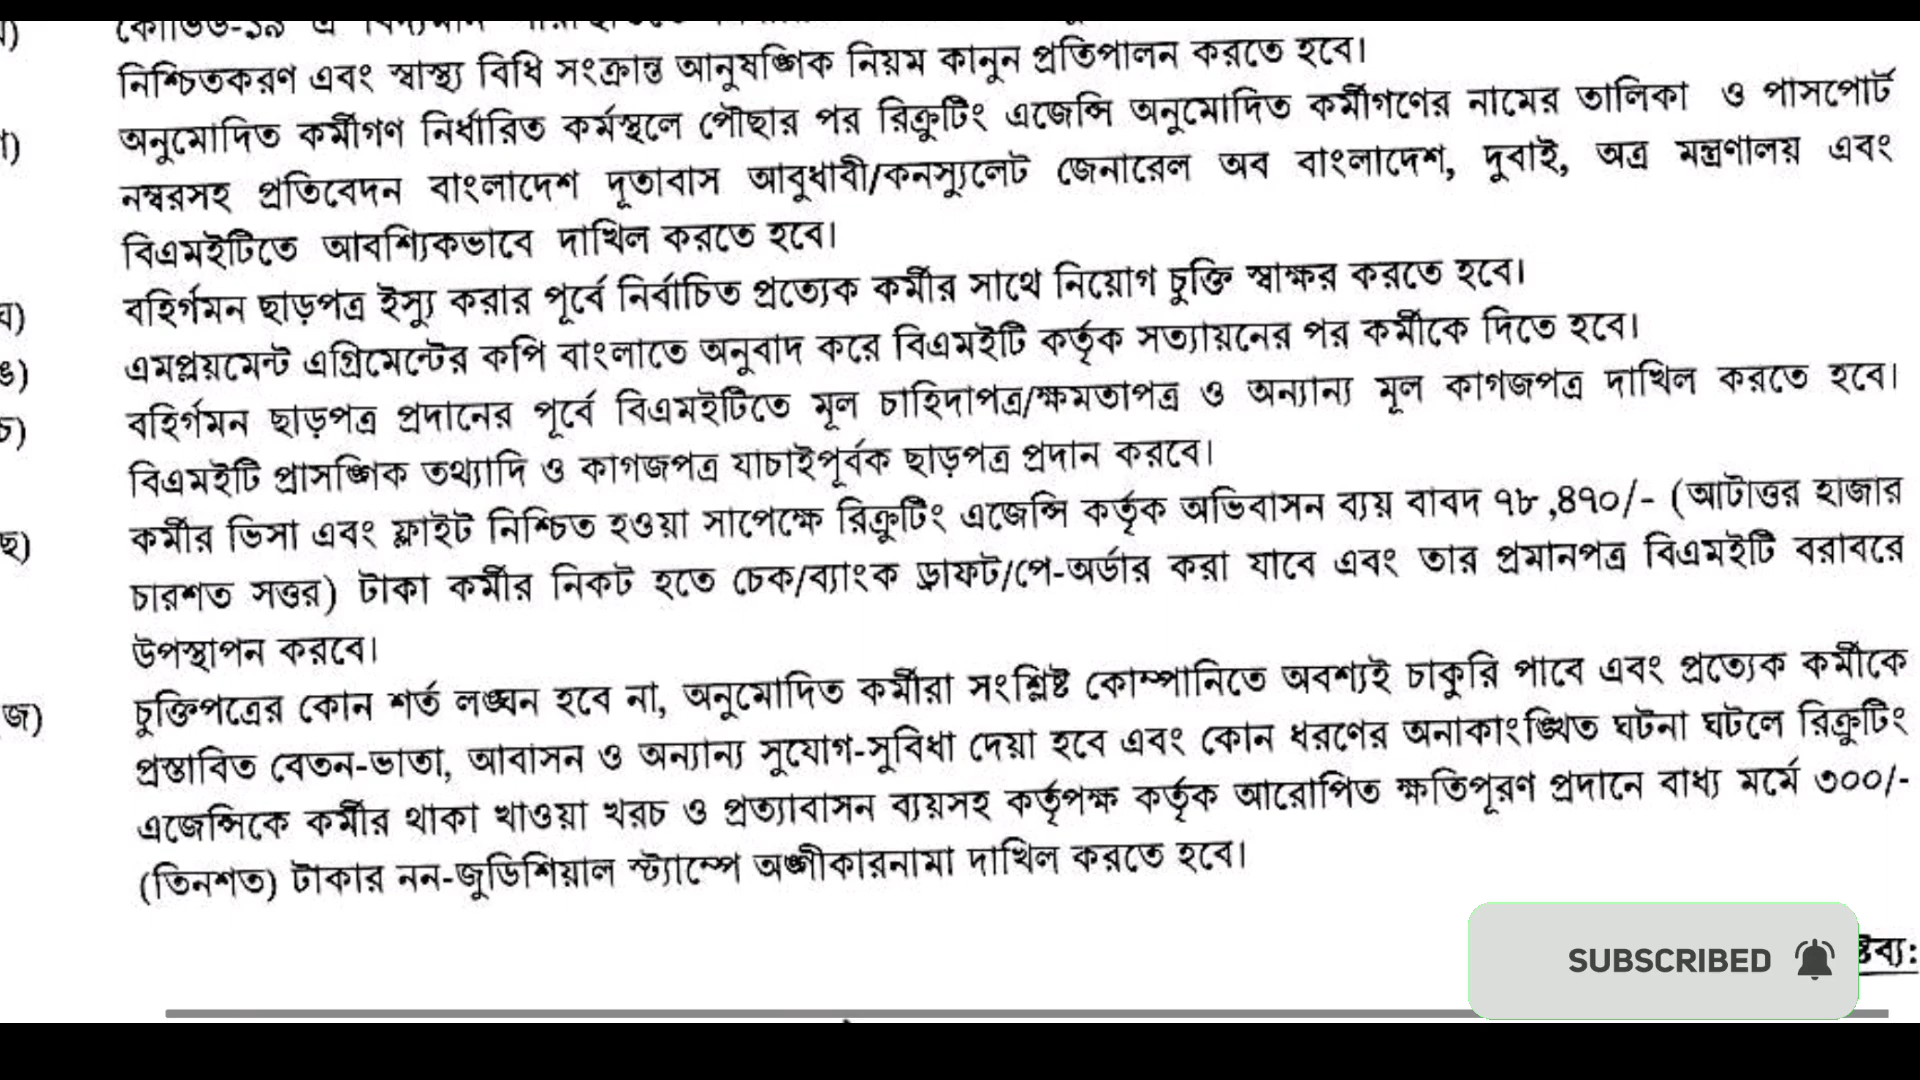 কোভিড-১৯ এ বিদ্যমান
নিশ্চিতকরণ এবং স্বাস্থ্য বিধি সংক্রান্ত আনুষঙ্গিক নিয়ম কানুন প্রতিপালন করতে হবে।
অনুমোদিত কর্মীগণ নির্ধারিত কর্মস্থলে পৌছার পর রিক্রুটিং এজেন্সি অনুমোদিত কর্মীগণের নামের তালিকা ও পাসপোর্ট
নম্বরসহ প্রতিবেদন বাংলাদেশ দূতাবাস আবুধাবী/কনস্যুলেট জেনারেল অব বাংলাদেশ, দুবাই, অত্র মন্ত্রণালয় এবং
বিএমইটিতে আবশ্যিকভাবে দাখিল করতে হবে।
ঘ) বহির্গমন ছাড়পত্র ইস্যু করার পূর্বে নির্বাচিত প্রত্যেক কর্মীর সাথে নিয়োগ চুক্তি স্বাক্ষর করতে হবে।
ঙ) এমপ্লয়মেন্ট এগ্রিমেন্টের কপি বাংলাতে অনুবাদ করে বিএমইটি কর্তৃক সত্যায়নের পর কর্মীকে দিতে হবে।
চ) বহির্গমন ছাড়পত্র প্রদানের পূর্বে বিএমইটিতে মূল চাহিদাপত্র/ক্ষমতাপত্র ও অন্যান্য মূল কাগজপত্র দাখিল করতে হবে।
বিএমইটি প্রাসঙ্গিক তথ্যাদি ও কাগজপত্র যাচাইপূর্বক ছাড়পত্র প্রদান করবে।
ছ) কর্মীর ভিসা এবং ফ্লাইট নিশ্চিত হওয়া সাপেক্ষে রিক্রুটিং এজেন্সি কর্তৃক অভিবাসন ব্যয় বাবদ ৭৮,৪৭০/- (আটাত্তর হাজার
চারশত সত্তর) টাকা কর্মীর নিকট হতে চেক/ব্যাংক ড্রাফট/পে-অর্ডার করা যাবে এবং তার প্রমানপত্র বিএমইটি বরাবরে
উপস্থাপন করবে।
জ) চুক্তিপত্রের কোন শর্ত লঙ্ঘন হবে না, অনুমোদিত কর্মীরা সংশ্লিষ্ট কোম্পানিতে অবশ্যই চাকুরি পাবে এবং প্রত্যেক কর্মীকে
প্রস্তাবিত বেতন-ভাতা, আবাসন ও অন্যান্য সুযোগ-সুবিধা দেয়া হবে এবং কোন ধরণের অনাকাংঙ্খিত ঘটনা ঘটলে রিক্রুটিং
এজেন্সিকে কর্মীর থাকা খাওয়া খরচ ও প্রত্যাবাসন ব্যয়সহ কর্তৃপক্ষ কর্তৃক আরোপিত ক্ষতিপূরণ প্রদানে বাধ্য মর্মে ৩০০/-
(তিনশত) টাকার নন-জুডিশিয়াল স্ট্যাম্পে অঙ্গীকারনামা দাখিল করতে হবে।
SUBSCRIBED